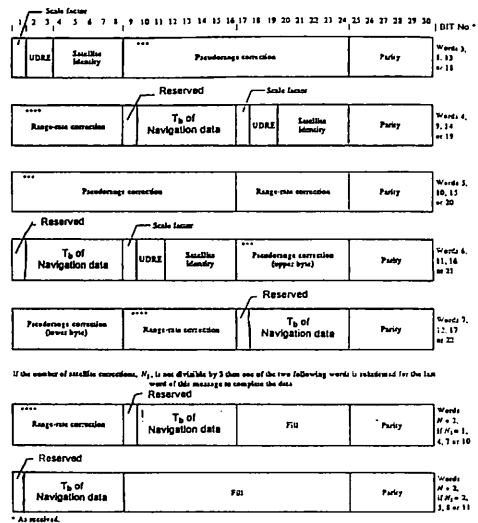 Scale factor
1 2 3 4 5 6 7 8 9 10 11 12 13 14 15 16 17 18 19 20 21 22 23 24 25 26 27 28 29 30 BIT No *
UDRE Satellite Identity **** Pseudorange correction Parity Words 3, 8, 13 or 18
Reserved Scale factor
**** Range-rate correction Tb of Navigation data UDRE Satellite Identity Parity Words 4, 9, 14 or 19
*** Pseudorange correction Range-rate correction Parity Words 5, 10, 15 or 20
Reserved Scale factor
Tb of Navigation data UDRE Satellite Identity *** Pseudorange correction (upper byte) Parity Words 6, 11, 16 or 21
Reserved
Pseudorange correction (lower byte) **** Range-rate correction Tb of Navigation data Parity Words 7, 12, 17 or 22
If the number of satellite corrections, Ns, is not divisible by 3 then one of the two following words is for the last
word of this message to complete the data
Reserved
**** Range-rate correction Tb of Navigation data Fill Parity Words N + 2, if Ns = 1, 4, 7 or 10
Reserved
Tb of Navigation data Fill Parity Words N + 2, if Ns = 2, 5, 8 or 11
* As received.